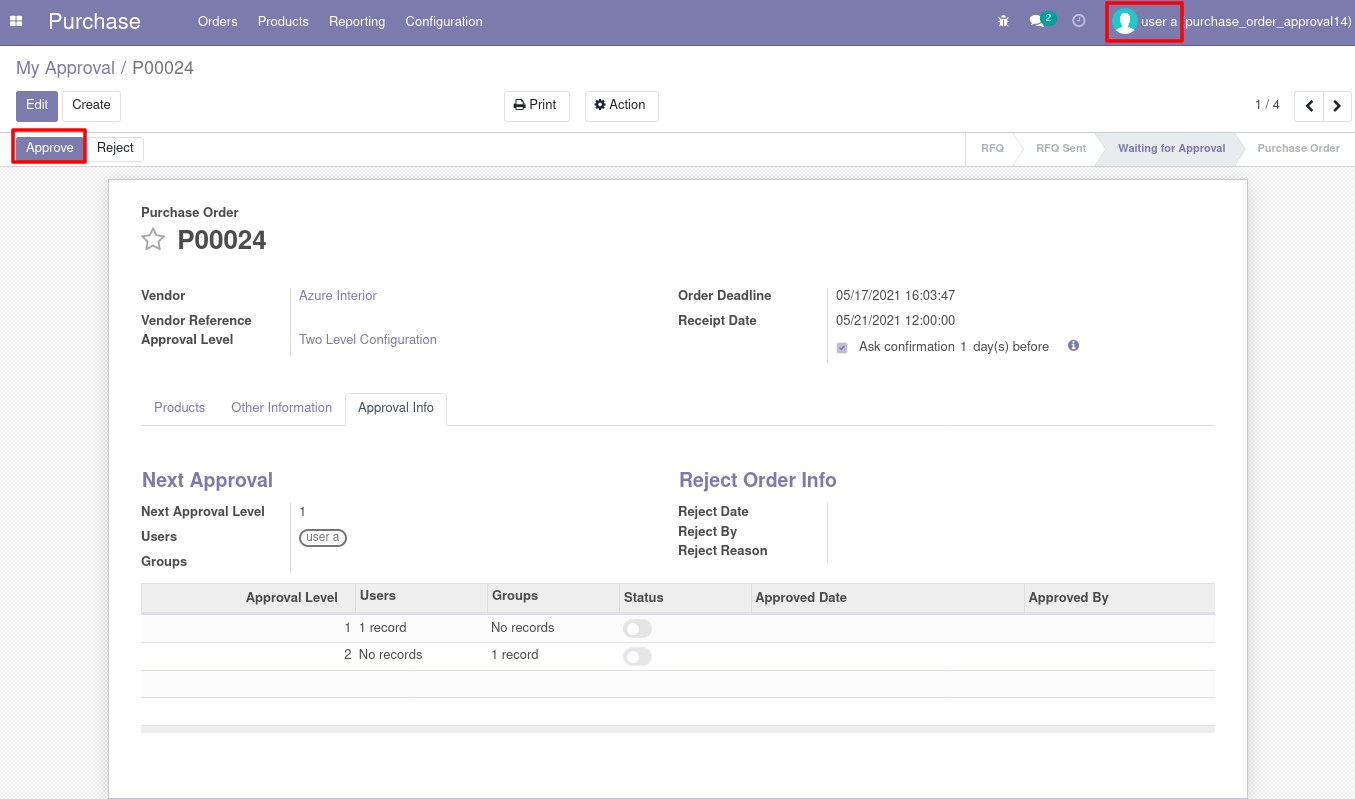 Purchase Orders Products Reporting Configuration 2 user a (purchase_order_approval14)
My Approval / P00024
Edit Create Print Action 1 / 4
Approve Reject RFQ RFQ Sent Waiting for Approval Purchase Order
Purchase Order
P00024
Vendor Azure Interior Order Deadline 05/17/2021 16:03:47
Vendor Reference Receipt Date 05/21/2021 12:00:00
Approval Level Two Level Configuration Ask confirmation 1 day(s) before
Products Other Information Approval Info
Next Approval Reject Order Info
Next Approval Level 1 Reject Date
Users user a Reject By
Groups Reject Reason
Approval Level Users Groups Status Approved Date Approved By
1 1 record No records
2 No records 1 record